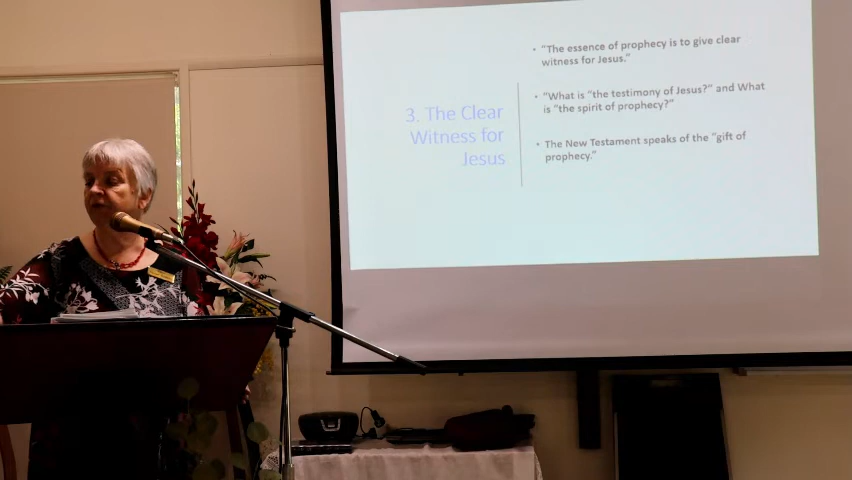 3. The Clear
Witness for
Jesus
• "The essence of prophecy is to give clear
witness for Jesus."
• "What is "the testimony of Jesus?" and What
is "the spirit of prophecy?"
• The New Testament speaks of the "gift of
prophecy."